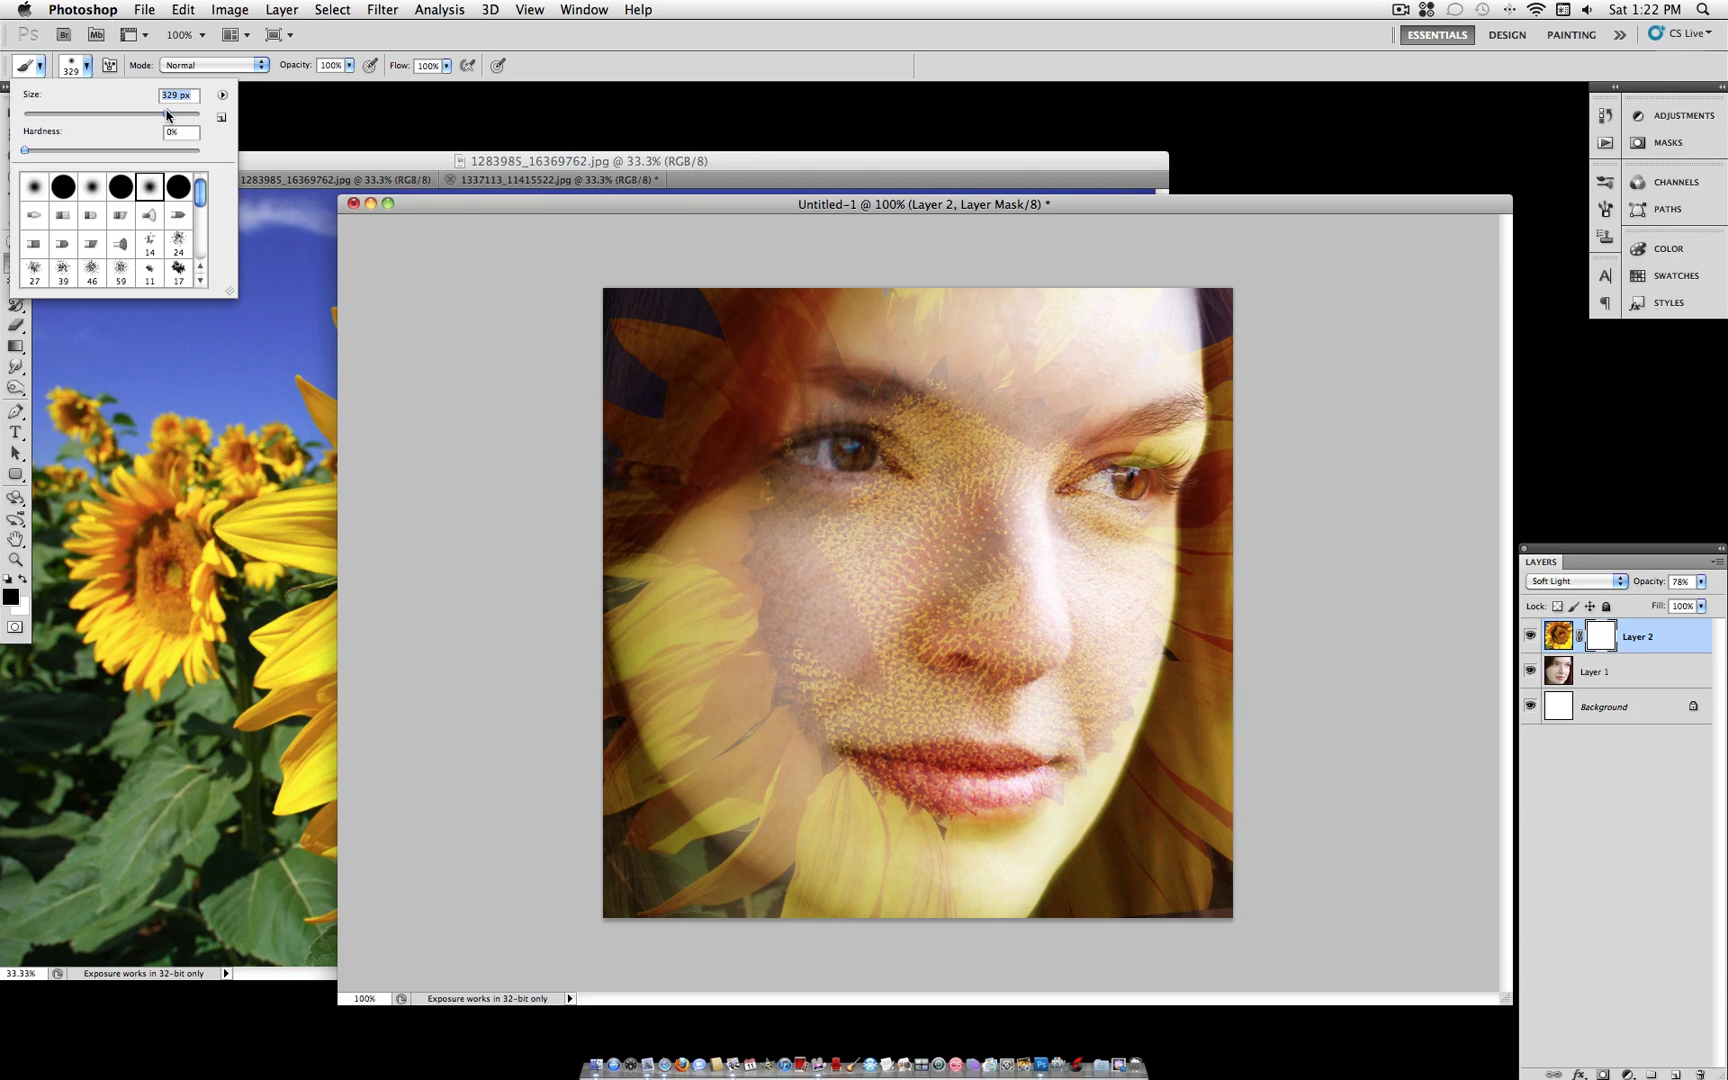 Photoshop File Edit Image Layer Select Filter Analysis 3D View Window Help Sat 1:22 PM
Ps Br Mb 100% ESSENTIALS DESIGN PAINTING CS Live
329 Mode: Normal Opacity: 100% Flow: 100%
Size: 329 px
Hardness: 0%
14 24
27 39 46 59 11 17
1283985_16369762.jpg @ 33.3% (RGB/8)
1283985_16369762.jpg @ 33.3% (RGB/8) 1337113_11415522.jpg @ 33.3% (RGB/8) *
Untitled-1 @ 100% (Layer 2, Layer Mask/8) *
ADJUSTMENTS
MASKS
CHANNELS
PATHS
COLOR
SWATCHES
STYLES
LAYERS
Soft Light Opacity: 78%
Lock: Fill: 100%
Layer 2
Layer 1
Background
33.33% Exposure works in 32-bit only
100% Exposure works in 32-bit only